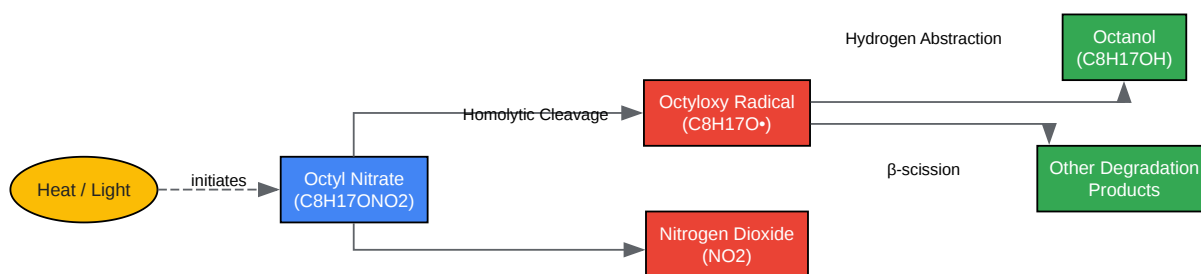 Heat / Light
initiates
Octyl Nitrate
(C8H17ONO2)
Homolytic Cleavage
Octyloxy Radical
(C8H17O•)
Nitrogen Dioxide
(NO2)
Hydrogen Abstraction
Octanol
(C8H17OH)
β-scission
Other Degradation
Products